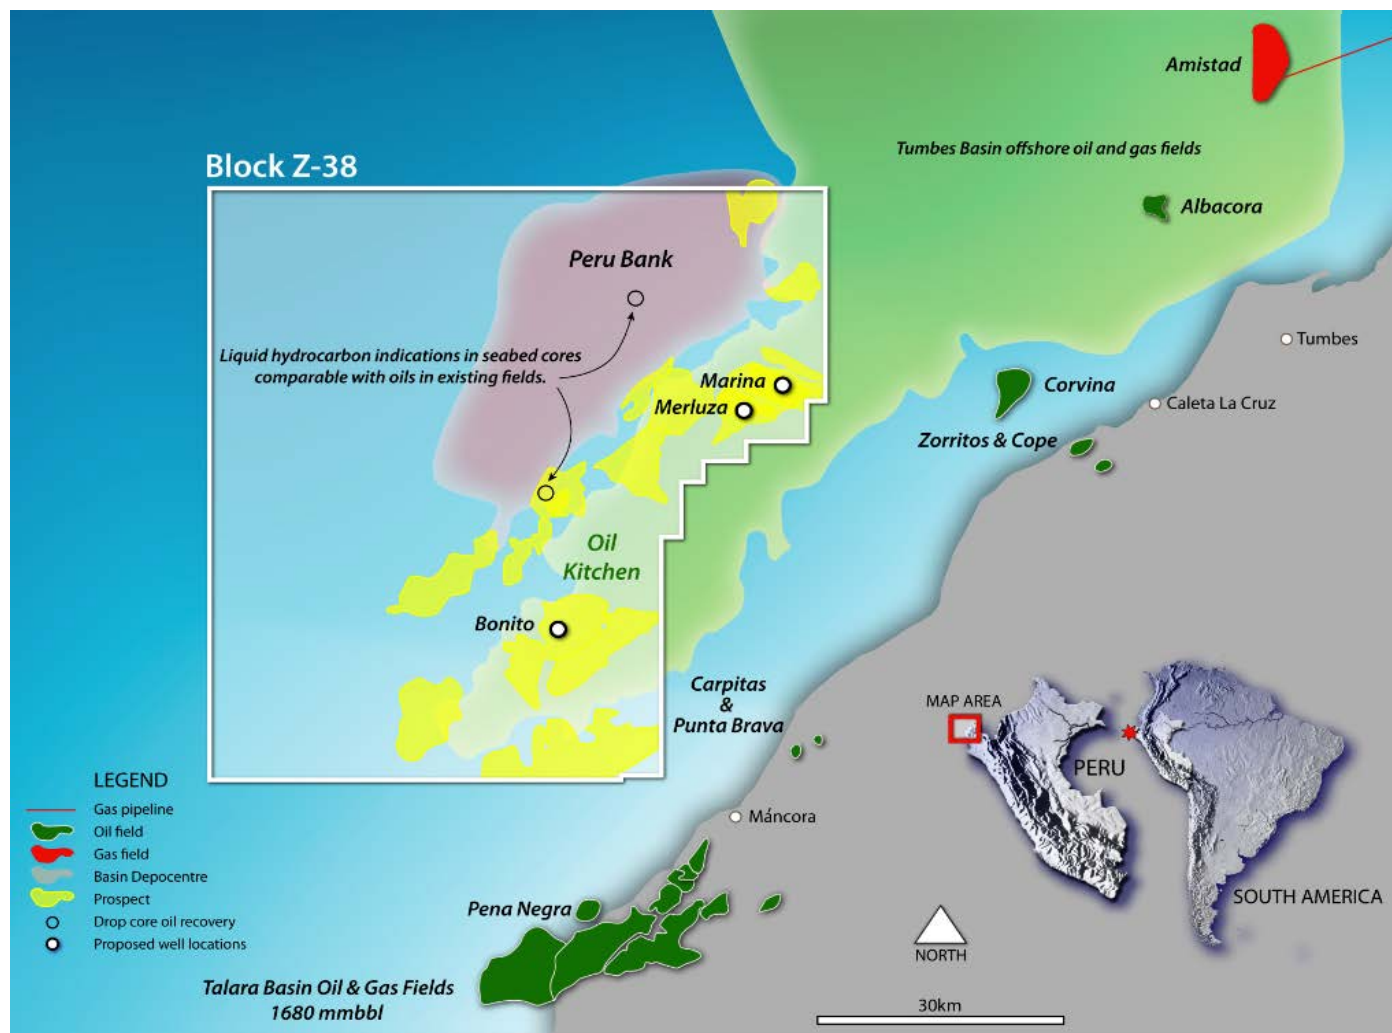 Amistad
Tumbes Basin offshore oil and gas fields
Block Z-38
Albacora
Peru Bank
Tumbes
Liquid hydrocarbon indications in seabed cores
comparable with oils in existing fields.
Marina
Merluza
Corvina
Caleta La Cruz
Zorritos & Cope
Oil
Kitchen
Bonito
Carpitas
&
Punta Brava
MAP AREA
PERU
SOUTH AMERICA
LEGEND
Gas pipeline
Oil field
Gas field
Basin Depocentre
Prospect
Drop core oil recovery
Proposed well locations
Máncora
Pena Negra
Talara Basin Oil & Gas Fields
1680 mmbbl
NORTH
30km